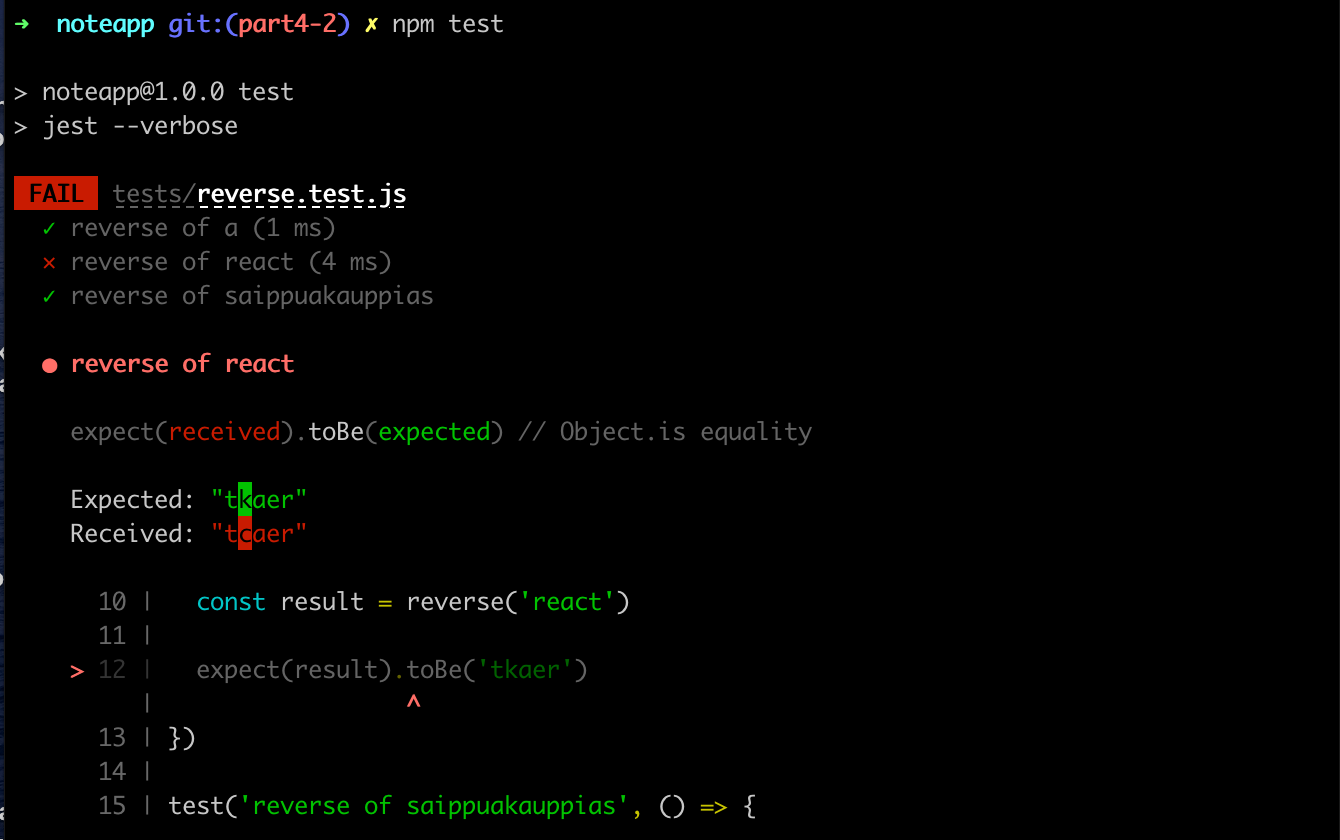 ➜ noteapp git:(part4-2) ✗ npm test
> noteapp@1.0.0 test
> jest --verbose
FAIL tests/reverse.test.js
✓ reverse of a (1 ms)
✕ reverse of react (4 ms)
✓ reverse of saippuakauppias
● reverse of react
expect(received).toBe(expected) // Object.is equality
Expected: "tkaer"
Received: "tcaer"
10 |   const result = reverse('react')
11 |
> 12 |   expect(result).toBe('tkaer')
|                  ^
13 | })
14 |
15 | test('reverse of saippuakauppias', () => {